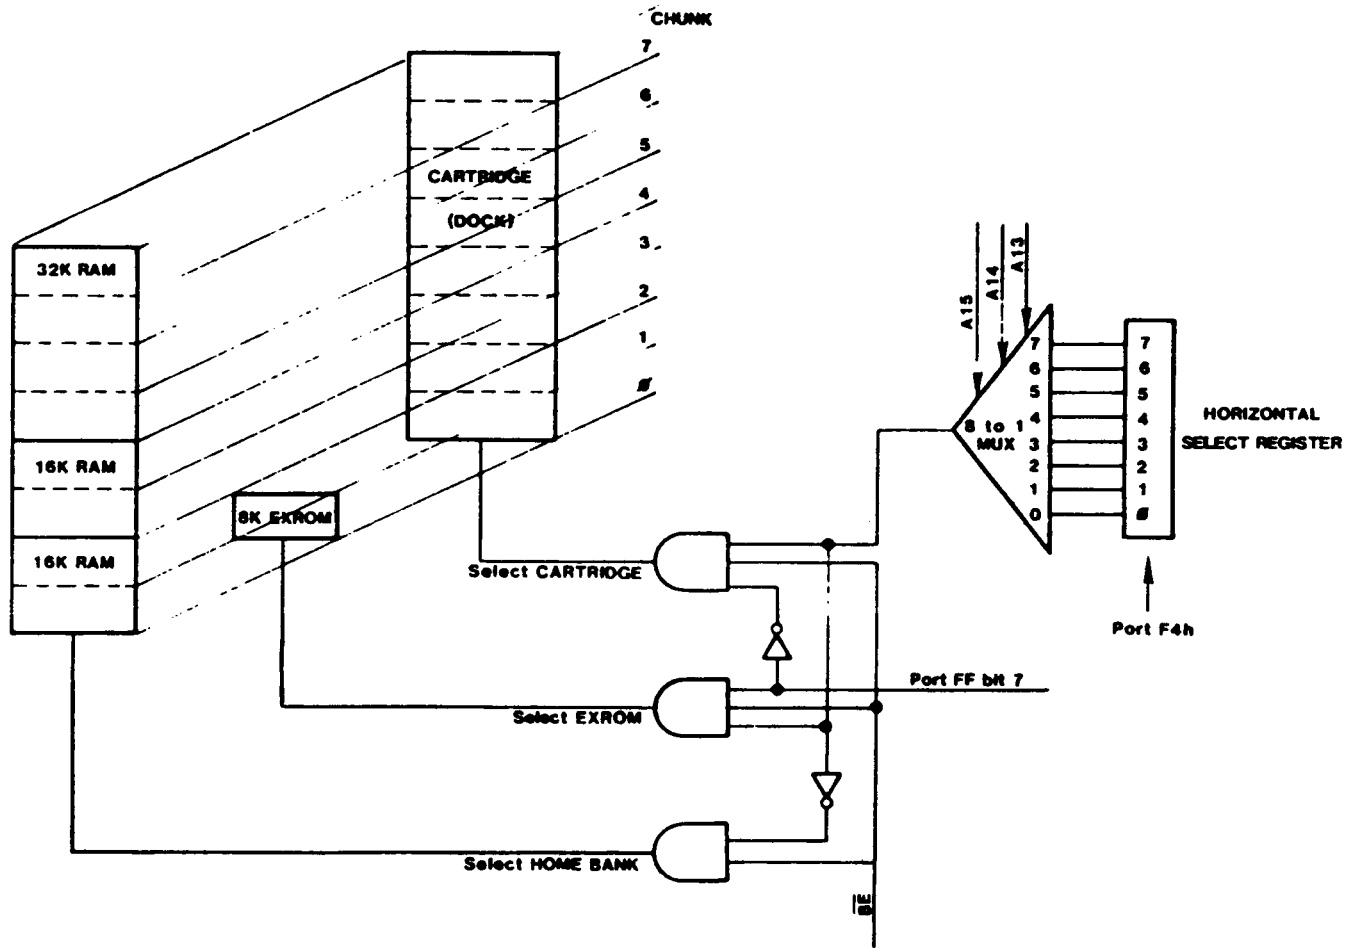 CHUNK
7
6
5
4
3
2
1
Ø
CARTRIDGE
(DOCK)
32K RAM
16K RAM
16K RAM
8K EXROM
A15
A14
A13
8 to 1
MUX
7
6
5
4
3
2
1
0
7
6
5
4
3
2
1
Ø
HORIZONTAL
SELECT REGISTER
Port F4h
Select CARTRIDGE
Port FF bit 7
Select EXROM
Select HOME BANK
BE